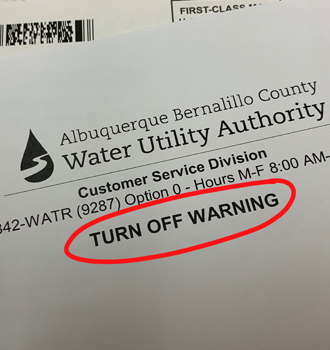 FIRST-CLASS
Albuquerque Bernalillo County
Water Utility Authority
Customer Service Division
842-WATR (9287) Option 0 - Hours M-F 8:00 AM-
TURN OFF WARNING